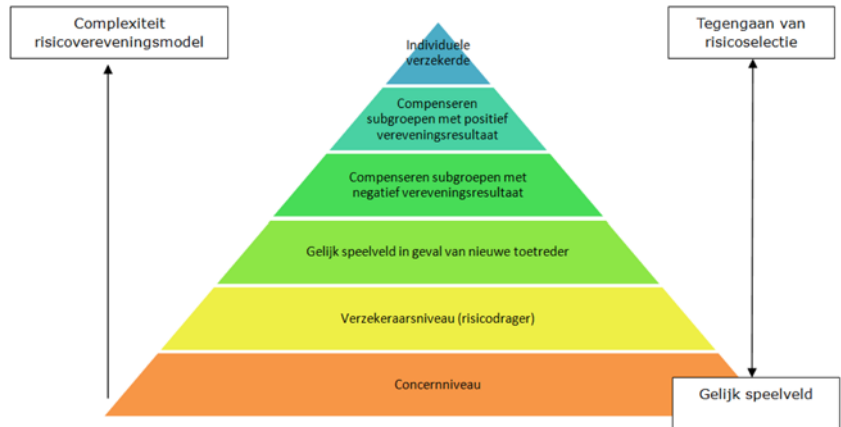 Complexiteit
risicovereveningsmodel
Tegengaan van
risicoselectie
Individuele
verzekerde
Compenseren
subgroepen met positief
vereveningsresultaat
Compenseren subgroepen met
negatief vereveningsresultaat
Gelijk speelveld in geval van nieuwe toetreder
Verzekeraarsniveau (risicodrager)
Concernniveau
Gelijk speelveld